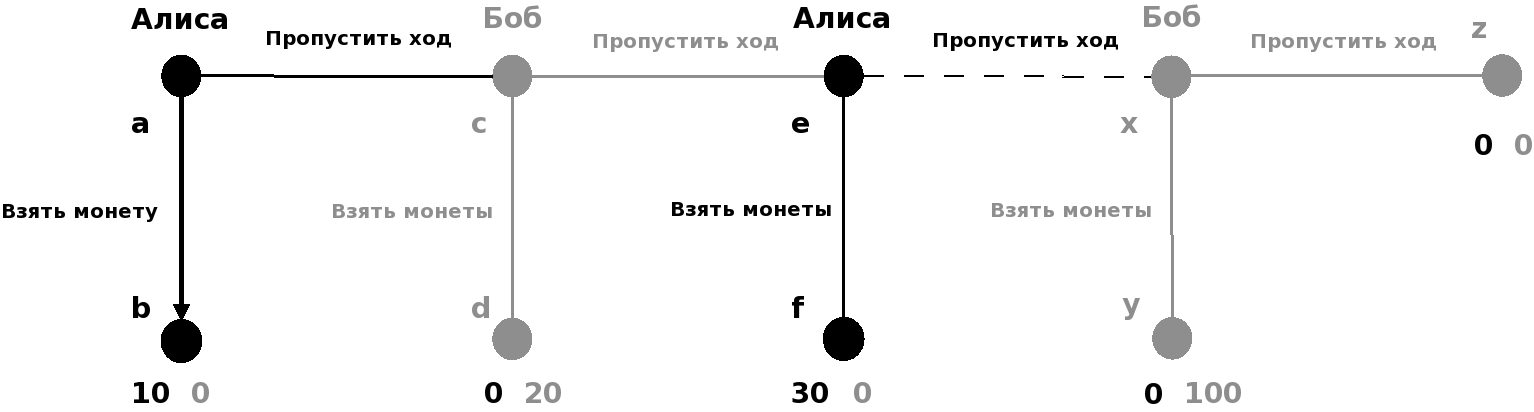 Алиса Боб Алиса Боб z
Пропустить ход Пропустить ход Пропустить ход Пропустить ход
a c e x
0 0
Взять монету Взять монеты Взять монеты Взять монеты
b d f y
10 0 0 20 30 0 0 100